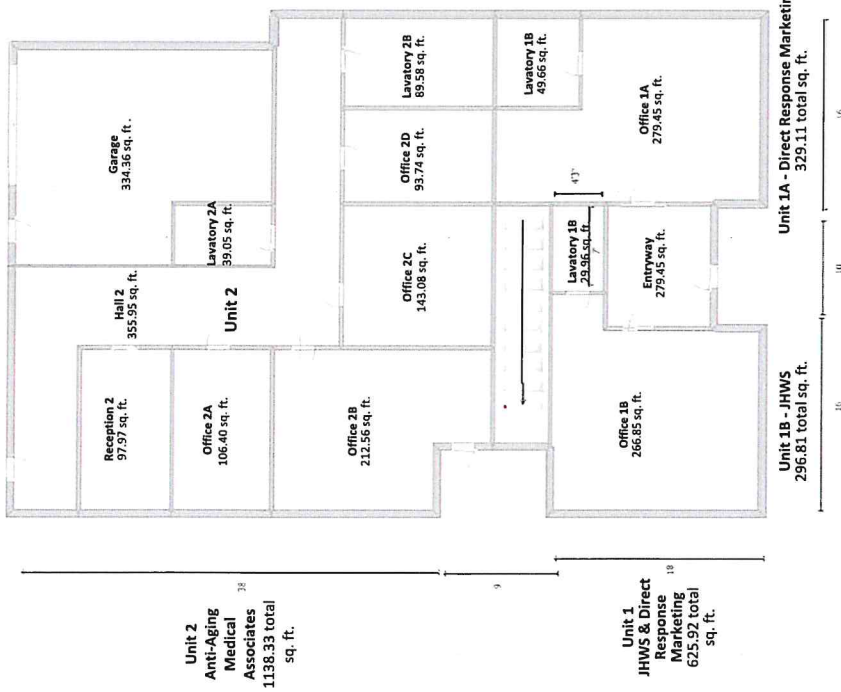 Garage
334.36 sq. ft.
Lavatory 2A
39.05 sq. ft.
Hall 2
355.95 sq. ft.
Unit 2
Reception 2
97.97 sq. ft.
Office 2A
106.40 sq. ft.
Office 2B
212.56 sq. ft.
Lavatory 2B
89.58 sq. ft.
Office 2D
93.74 sq. ft.
Office 2C
143.08 sq. ft.
Lavatory 1B
49.66 sq. ft.
Office 1A
279.45 sq. ft.
4'3"
Lavatory 1B
29.96 sq. ft.
7'
Entryway
279.45 sq. ft.
Office 1B
266.85 sq. ft.
Unit 1A - Direct Response Marketing
329.11 total sq. ft.
16
10
16
Unit 1B - JHWS
296.81 total sq. ft.
38
9
18
Unit 2
Anti-Aging
Medical
Associates
1138.33 total
sq. ft.
Unit 1
JHWS & Direct
Response
Marketing
625.92 total
sq. ft.